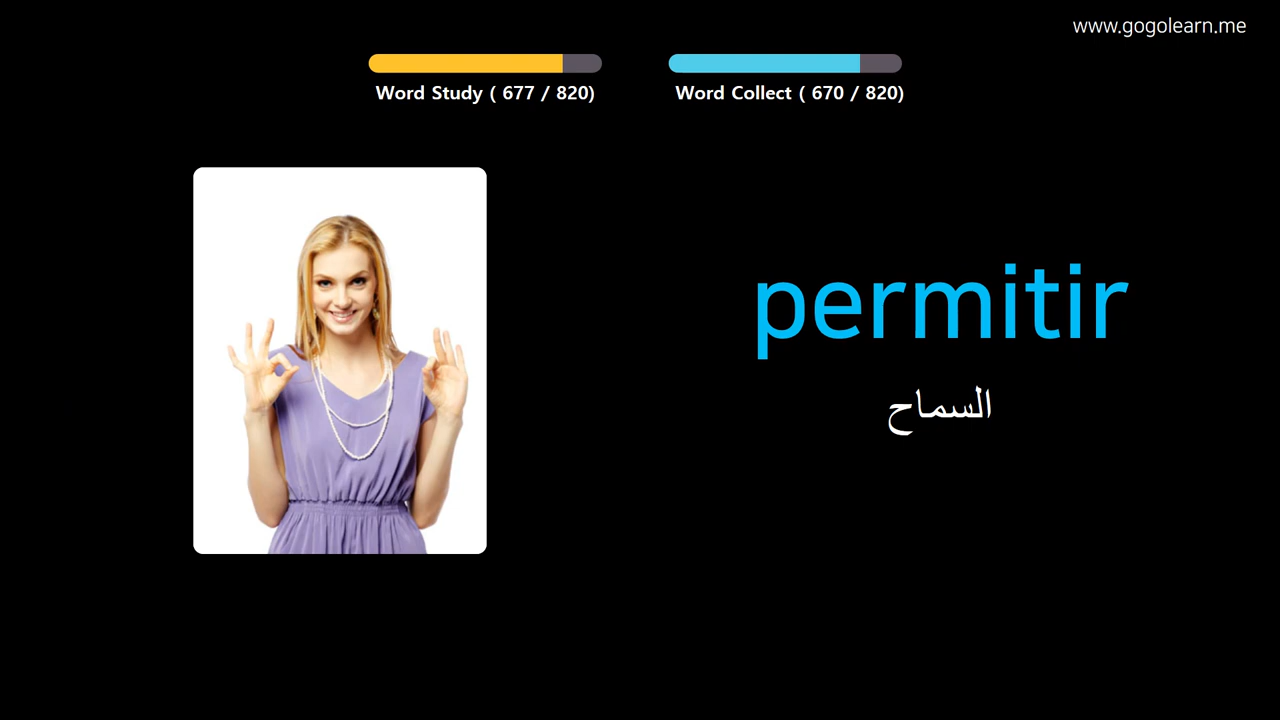 www.gogolearn.me
Word Study ( 677 / 820)
Word Collect ( 670 / 820)
permitir
السماح